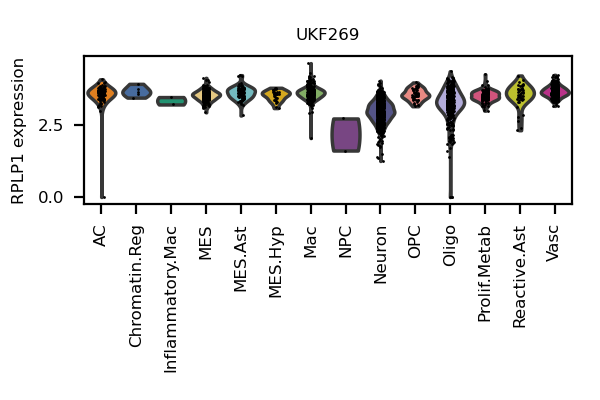 UKF269
RPLP1 expression
2.5
0.0
AC
Chromatin.Reg
Inflammatory.Mac
MES
MES.Ast
MES.Hyp
Mac
NPC
Neuron
OPC
Oligo
Prolif.Metab
Reactive.Ast
Vasc